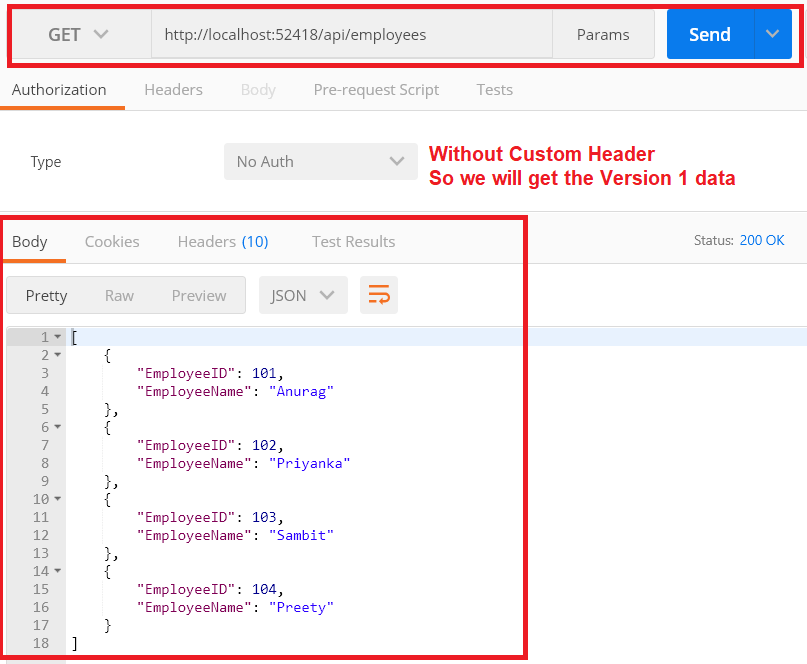 GET http://localhost:52418/api/employees Params Send
Authorization Headers Body Pre-request Script Tests
Type No Auth
Without Custom Header
So we will get the Version 1 data
Body Cookies Headers (10) Test Results Status: 200 OK
Pretty Raw Preview JSON
1 [
2 {
3 "EmployeeID": 101,
4 "EmployeeName": "Anurag"
5 },
6 {
7 "EmployeeID": 102,
8 "EmployeeName": "Priyanka"
9 },
10 {
11 "EmployeeID": 103,
12 "EmployeeName": "Sambit"
13 },
14 {
15 "EmployeeID": 104,
16 "EmployeeName": "Preety"
17 }
18 ]